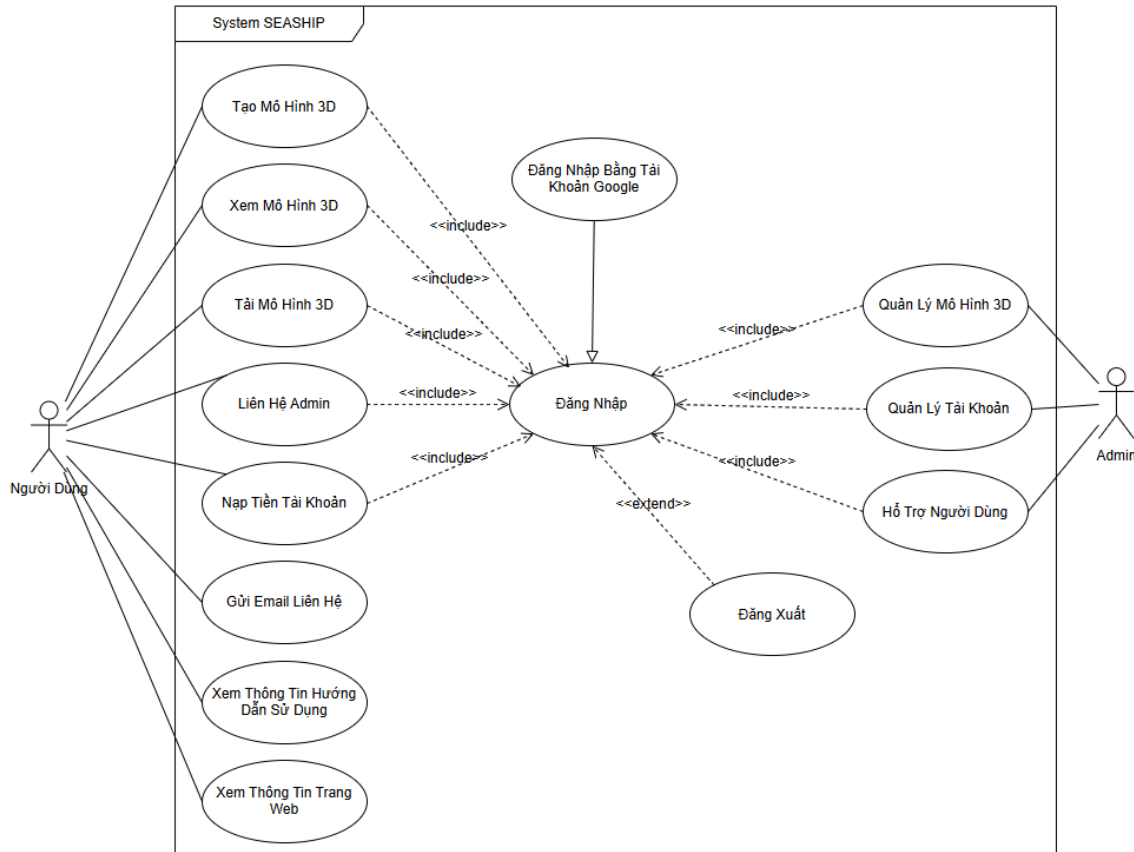 System SEASHIP
Tạo Mô Hình 3D
Đăng Nhập Bằng Tài
Khoản Google
Xem Mô Hình 3D
<<include>>
<<include>>
Tải Mô Hình 3D
Quản Lý Mô Hình 3D
<<include>>
<<include>>
Liên Hệ Admin
<<include>>
Đăng Nhập
<<include>>
Quản Lý Tài Khoản
Người Dùng
Admin
<<include>>
<<include>>
Nạp Tiền Tài Khoản
<<extend>>
Hổ Trợ Người Dùng
Gửi Email Liên Hệ
Đăng Xuất
Xem Thông Tin Hướng
Dẫn Sử Dụng
Xem Thông Tin Trang
Web